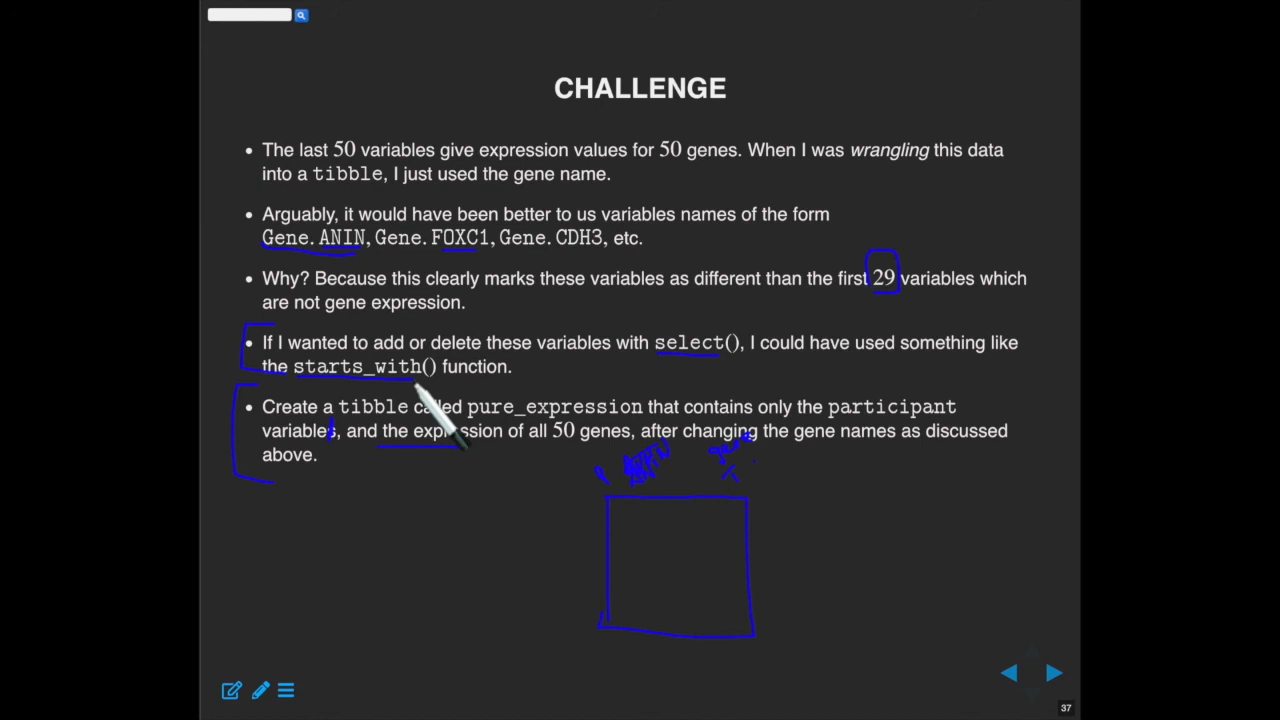 CHALLENGE
The last 50 variables give expression values for 50 genes. When I was wrangling this data
into a tibble, I just used the gene name.
Arguably, it would have been better to us variables names of the form
Gene. ANIN, Gene. FOXC1, Gene. CDH3, etc.
Why? Because this clearly marks these variables as different than the first 29 variables which
are not gene expression.
If I wanted to add or delete these variables with select(), I could have used something like
the starts_with() function.
Create a tibble called pure_expression that contains only the participant
variables, and the expression of all 50 genes, after changing the gene names as discussed
above.
37